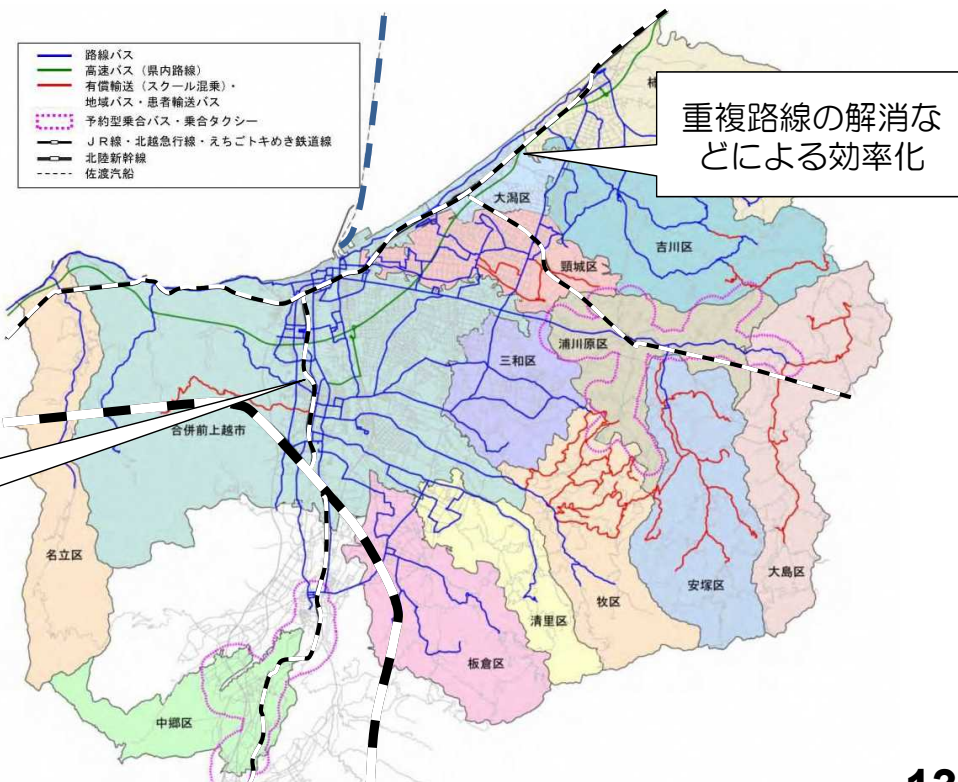 路線バス
高速バス（県内路線）
有償輸送（スクール混乗）・
地域バス・患者輸送バス
予約型乗合バス・乗合タクシー
ＪＲ線・北越急行線・えちごトキめき鉄道線
北陸新幹線
佐渡汽船
重複路線の解消な
どによる効率化
大潟区
吉川区
頸城区
浦川原区
三和区
合併前上越市
名立区
大島区
安塚区
牧区
清里区
板倉区
中郷区